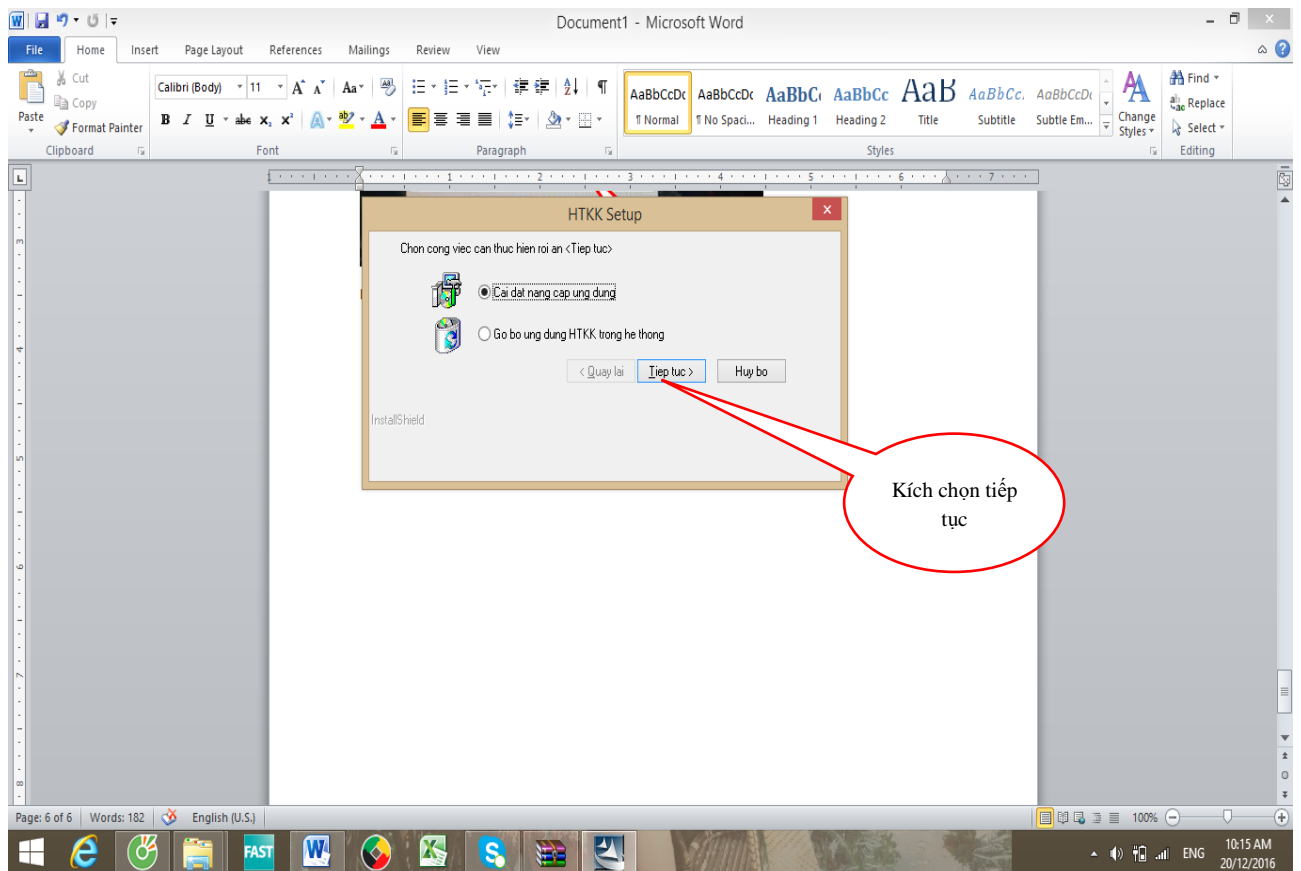 Document1 - Microsoft Word
File Home Insert Page Layout References Mailings Review View
Paste
Cut
Copy
Format Painter
Clipboard
Calibri (Body) 11
Font
Paragraph
AaBbCcDc AaBbCcDc AaBbC AaBbCc AaB AaBbCc. AaBbCcDc
¶ Normal ¶ No Spaci... Heading 1 Heading 2 Title Subtitle Subtle Em...
Change
Styles
Styles
Find
Replace
Select
Editing
HTKK Setup
Chon cong viec can thuc hien roi an <Tiep tuc>
Cai dat nang cap ung dung
Go bo ung dung HTKK trong he thong
< Quay lai Tiep tuc > Huy bo
InstallShield
Kích chọn tiếp
tục
Page: 6 of 6 Words: 182 English (U.S.) 100%
FAST
ENG
10:15 AM
20/12/2016